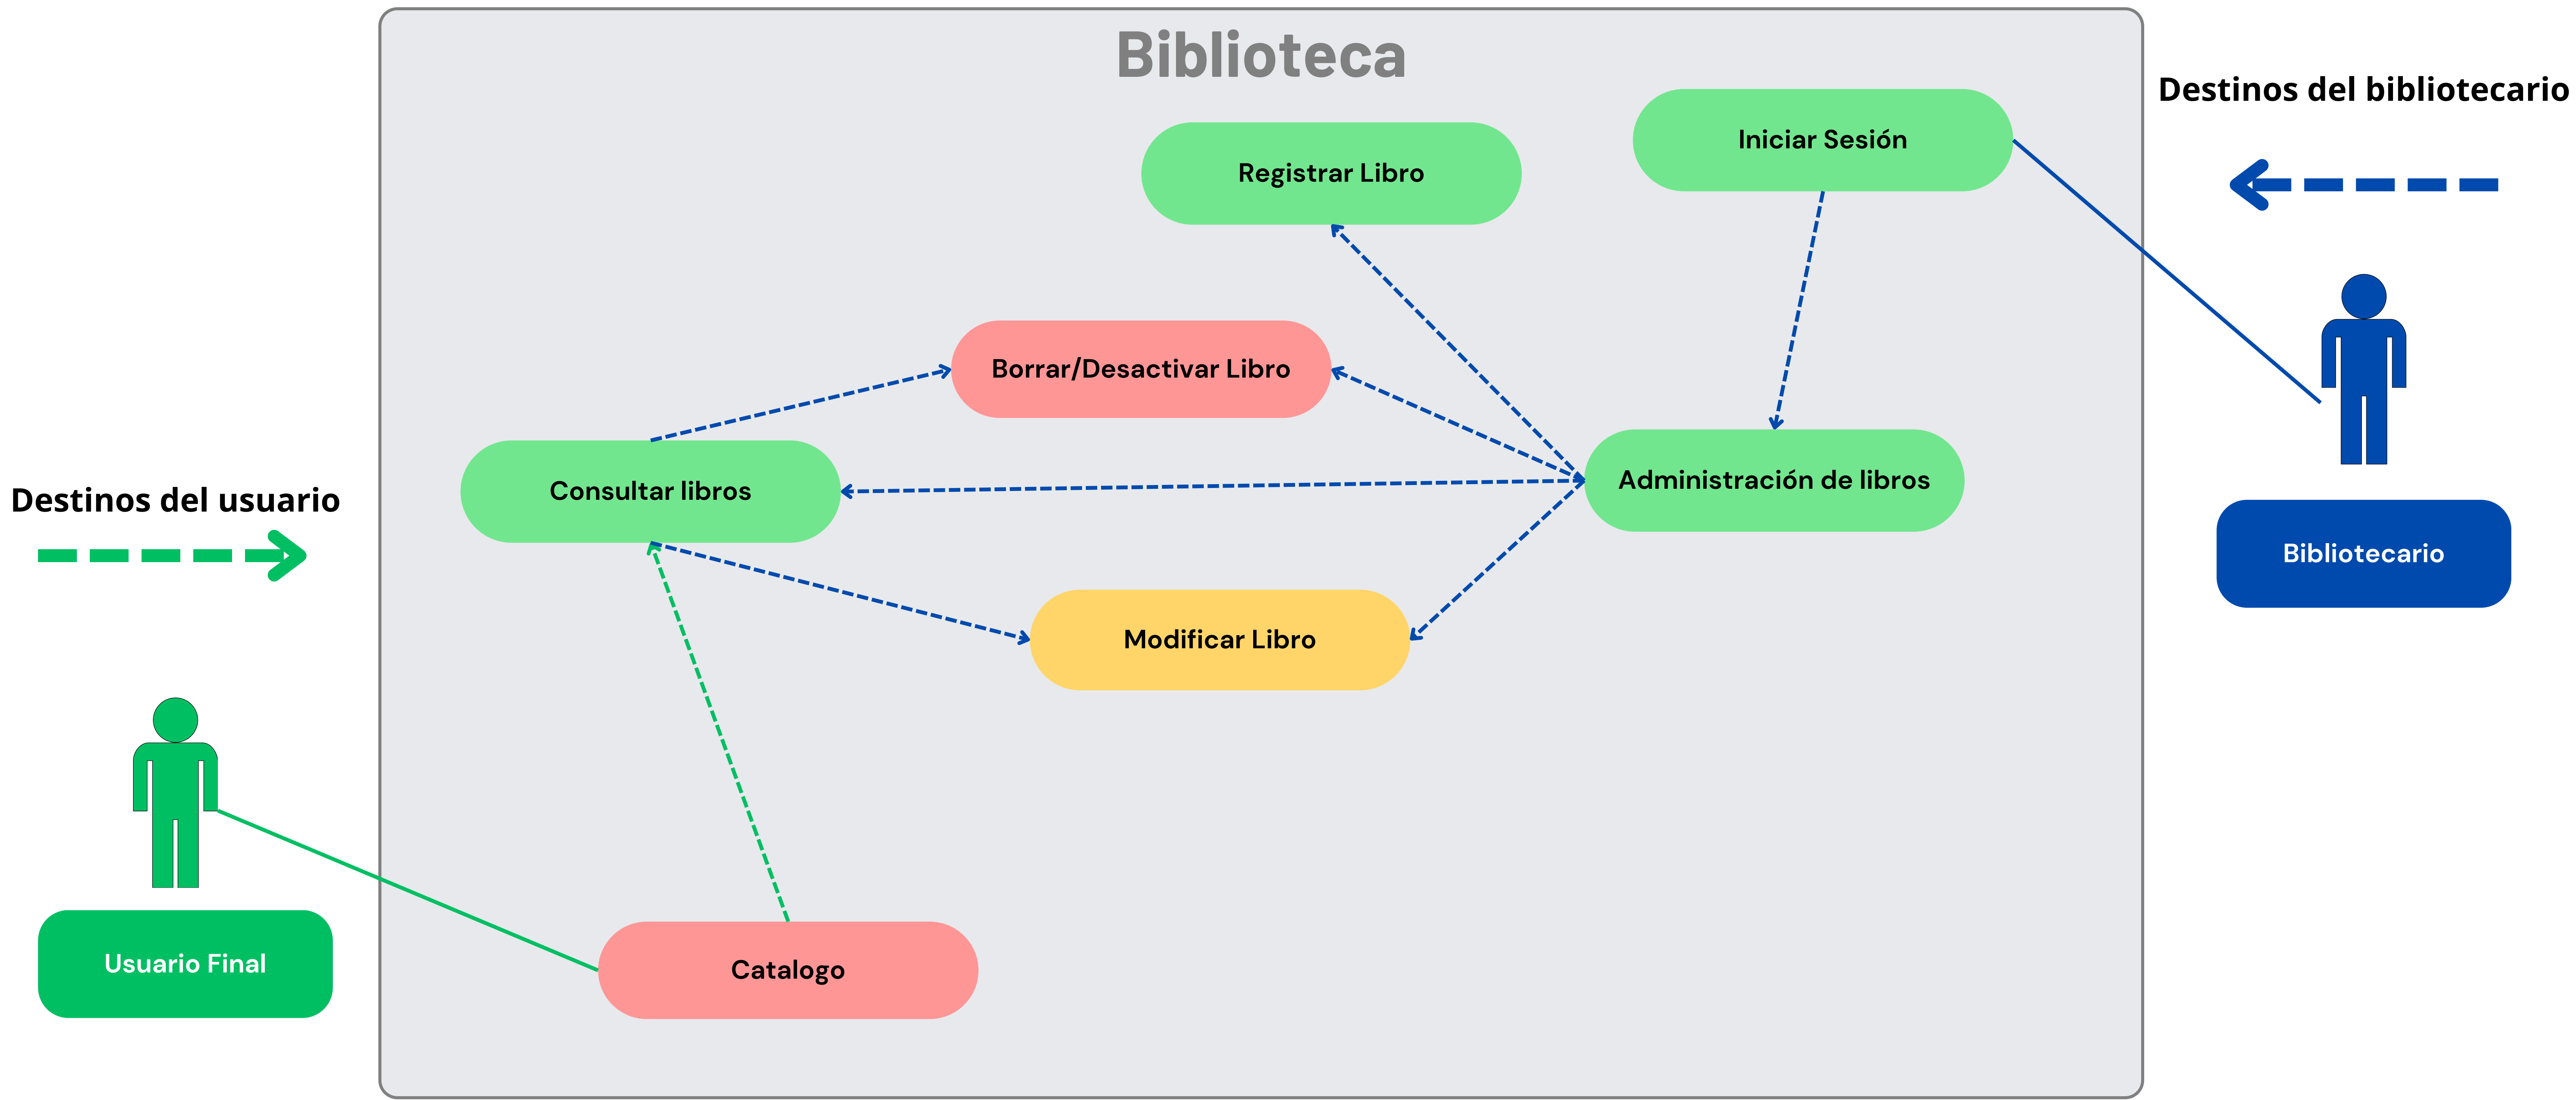 Biblioteca
Destinos del bibliotecario
Iniciar Sesión
Registrar Libro
Borrar/Desactivar Libro
Consultar libros
Administración de libros
Destinos del usuario
Bibliotecario
Modificar Libro
Usuario Final
Catalogo